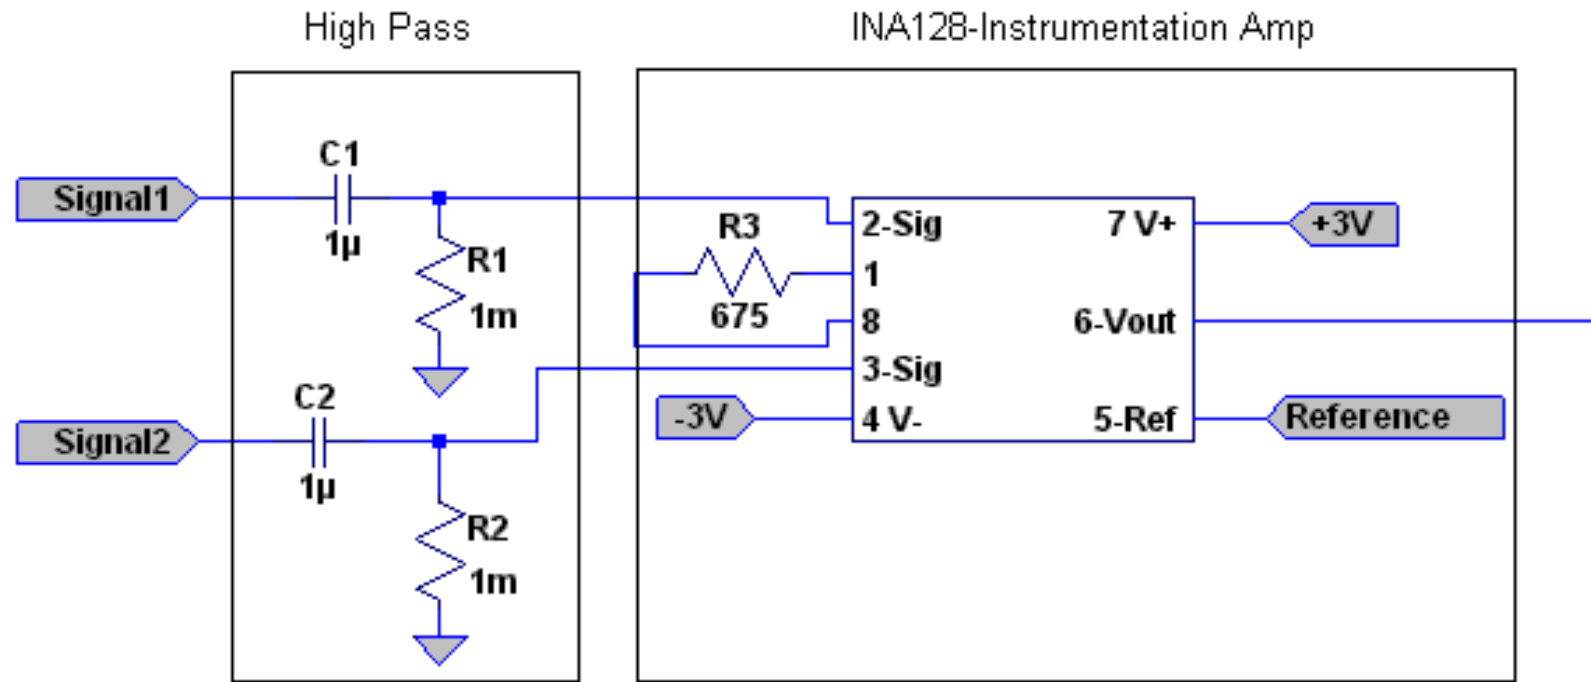 High Pass
INA128-Instrumentation Amp
C1
Signal1
1µ
R1
1m
R3
675
2-Sig
1
8
3-Sig
4 V-
7 V+
6-Vout
5-Ref
+3V
-3V
Reference
C2
Signal2
1µ
R2
1m